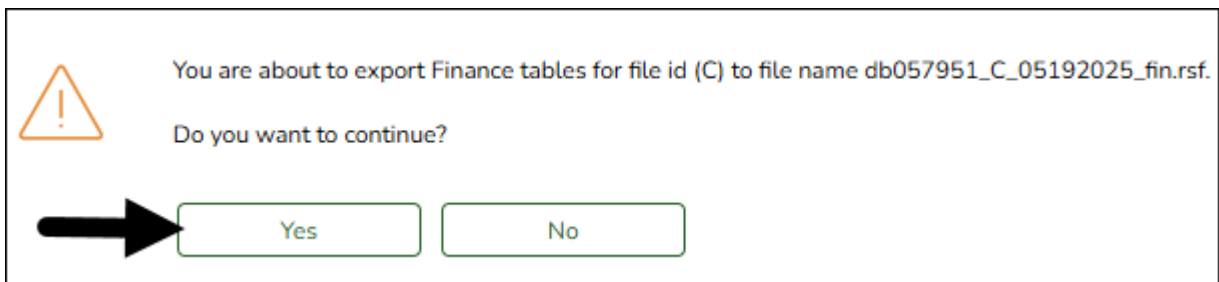 You are about to export Finance tables for file id (C) to file name db057951_C_05192025_fin.rsf.
Do you want to continue?
Yes No